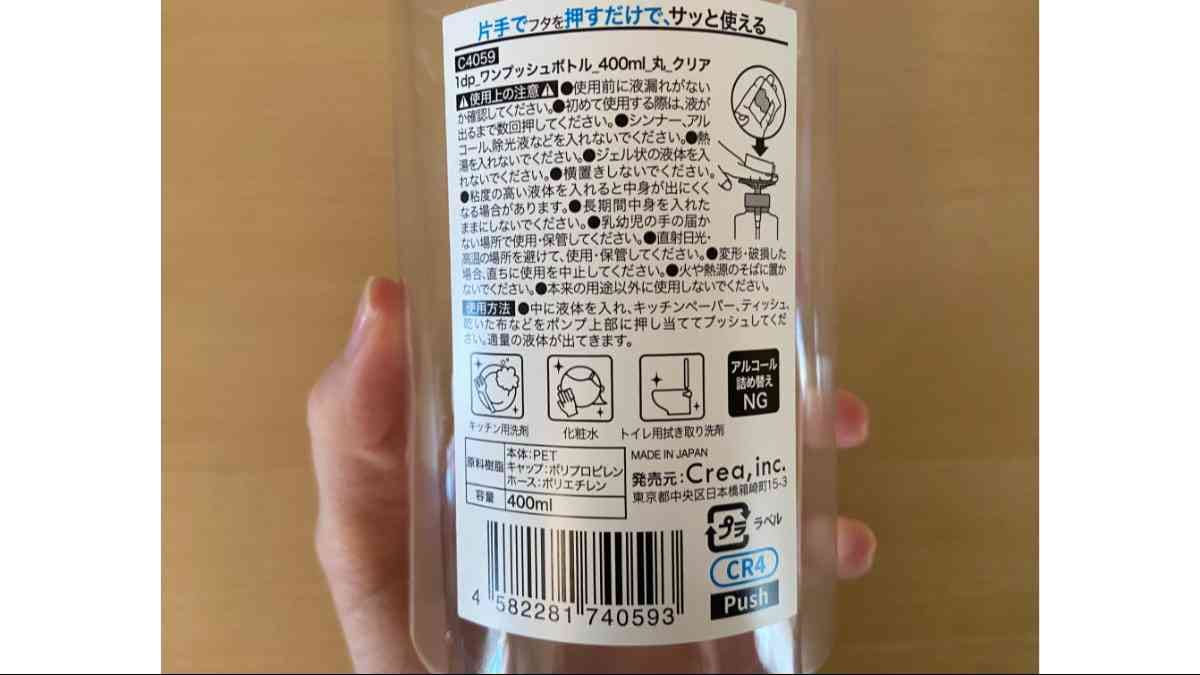 片手でフタを押すだけで、サッと使える
C4059
1dp_ワンプッシュボトル_400ml_丸_クリア
使用上の注意 ●使用前に液漏れがない
か確認してください。●初めて使用する際は、液が
出るまで数回押してください。●シンナー、アル
コール、除光液などを入れないでください。●熱
湯を入れないでください。●ジェル状の液体を入
れないでください。●横置きしないでください。
●粘度の高い液体を入れると中身が出にくく
なる場合があります。●長期間中身を入れた
ままにしないでください。●乳幼児の手の届か
ない場所で使用・保管してください。●直射日光・
高温の場所を避けて、使用・保管してください。●変形・破損した
場合、直ちに使用を中止してください。●火や熱源のそばに置か
ないでください。●本来の用途以外に使用しないでください。
使用方法 ●中に液体を入れ、キッチンペーパー、ティッシュ、
乾いた布などをポンプ上部に押し当ててプッシュしてくだ
さい。適量の液体が出てきます。
キッチン用洗剤
化粧水
トイレ用拭き取り洗剤
アルコール
詰め替え
NG
原料樹脂
本体:PET
キャップ:ポリプロピレン
ホース:ポリエチレン
容量 400ml
MADE IN JAPAN
発売元:Crea,inc.
東京都中央区日本橋箱崎町15-3
プラ ラベル
CR4
Push
4 582281 740593